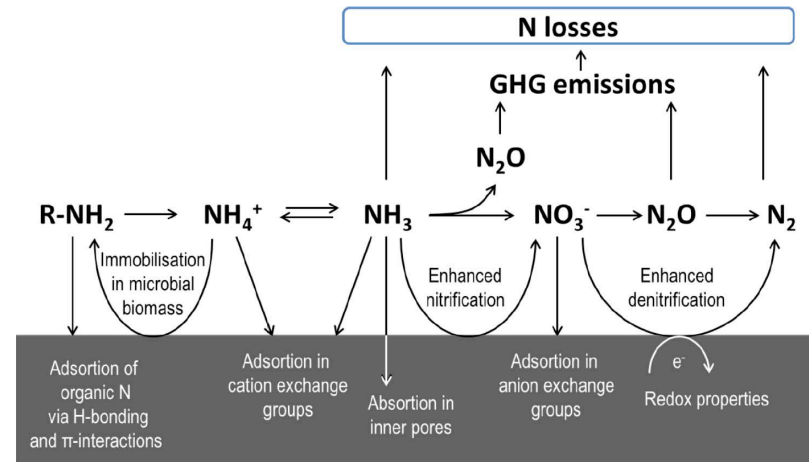 N losses
GHG emissions
N₂O
R-NH₂
NH₄⁺
NH₃
NO₃⁻
N₂O
N₂
Immobilisation
in microbial
biomass
Enhanced
nitrification
Enhanced
denitrification
Adsortion of
organic N
via H-bonding
and π-interactions
Adsortion in
cation exchange
groups
Absortion in
inner pores
Adsortion in
anion exchange
groups
e⁻
Redox properties